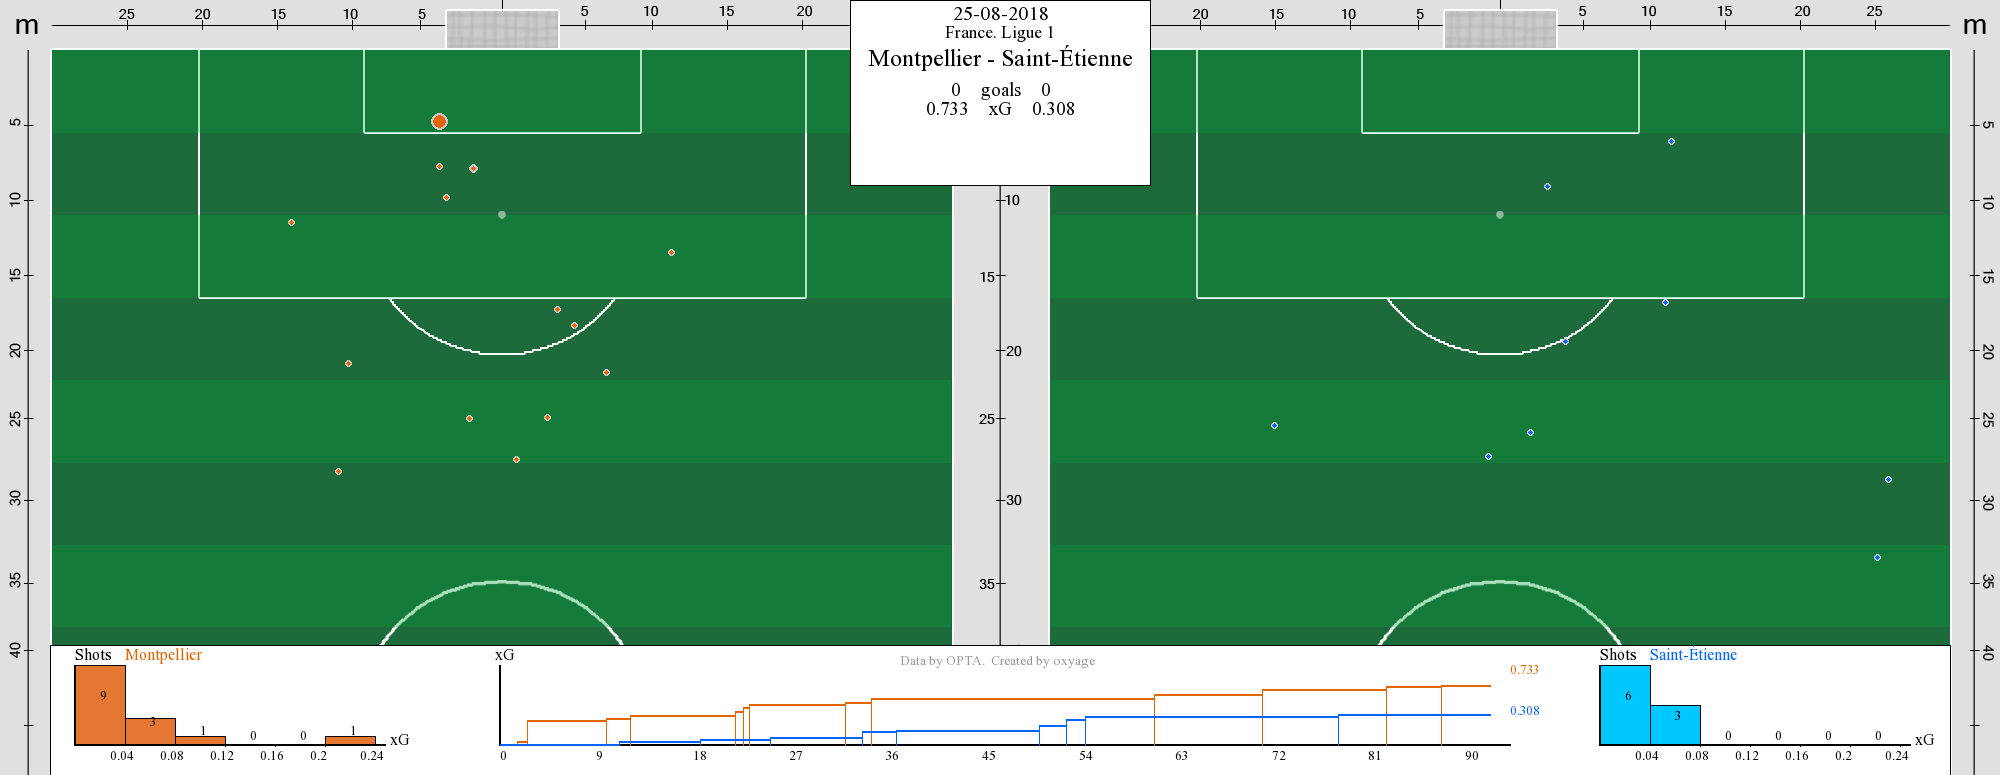 m
25 20 15 10 5 5 10 15 20
20 15 10 5 5 10 15 20 25
m
25-08-2018
France. Ligue 1
Montpellier - Saint-Étienne
0 goals 0
0.733 xG 0.308
5 5
10 10 10
15 15 15
20 20 20
25 25 25
30 30 30
35 35 35
40 40
Shots Montpellier
9 3 1 0 0 1
xG
0.04 0.08 0.12 0.16 0.2 0.24
xG
Data by OPTA. Created by oxyage
0.733
0.308
0 9 18 27 36 45 54 63 72 81 90
Shots Saint-Étienne
6 3 0 0 0 0
xG
0.04 0.08 0.12 0.16 0.2 0.24